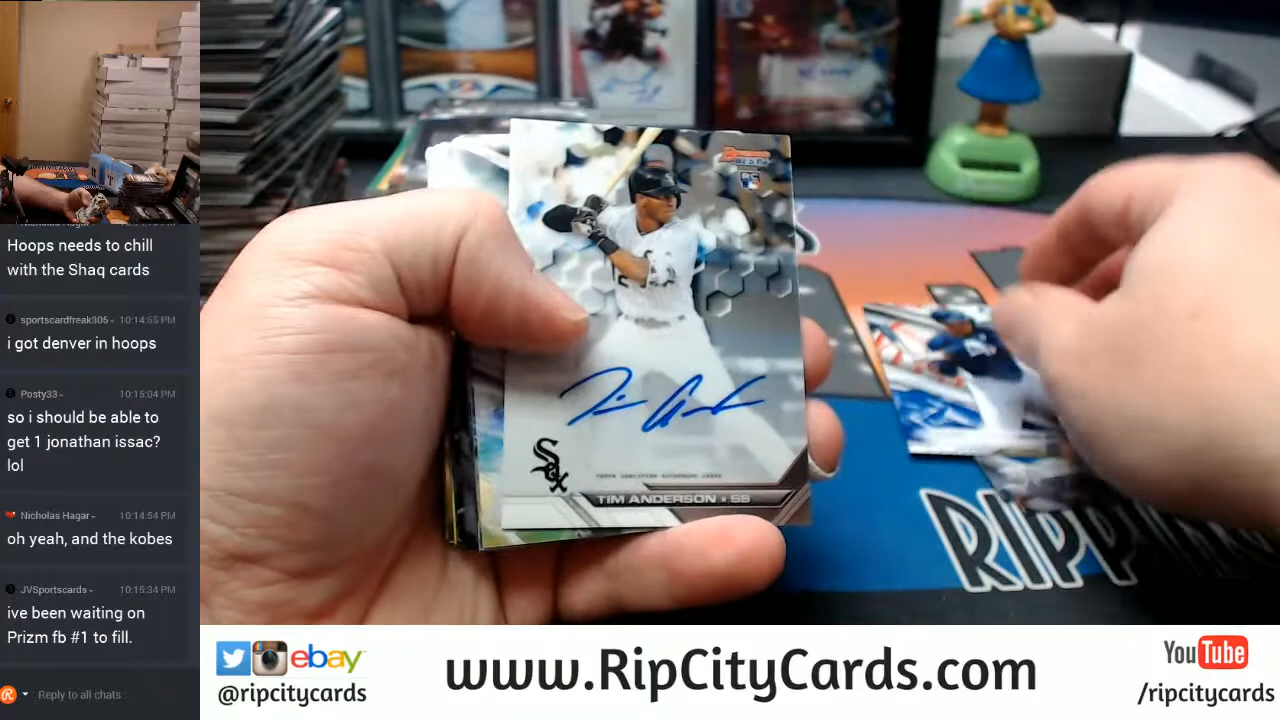 Hoops needs to chill
with the Shaq cards
sportscardfreak305 10:14:55 PM
i got denver in hoops
Posty33 10:15:04 PM
so i should be able to
get 1 jonathan issac?
lol
Nicholas Hagar 10:14:54 PM
oh yeah, and the kobes
JVSportscards 10:15:34 PM
ive been waiting on
Prizm fb #1 to fill.
Reply to all chats
RC
Sox
TIM ANDERSON ★ SS
RIPP
ebay
@ripcitycards
www.RipCityCards.com
YouTube
/ripcitycards